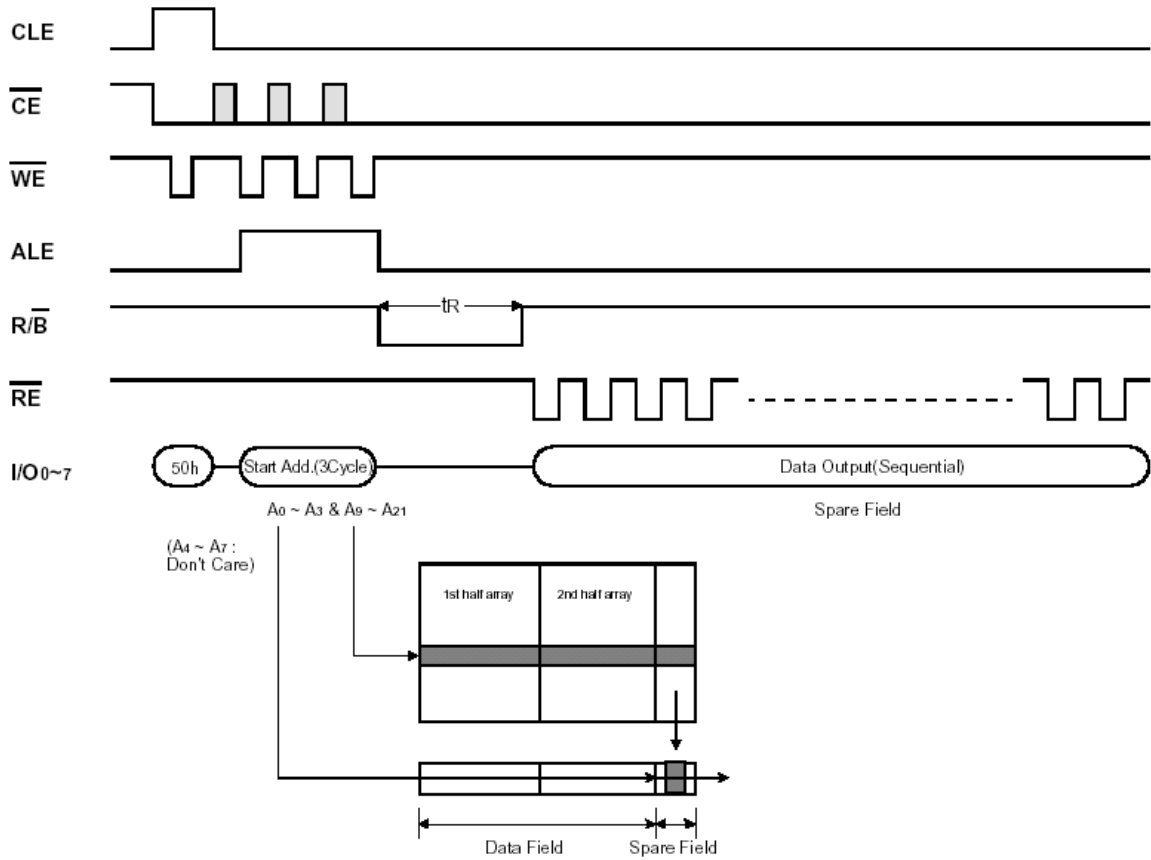 CLE
CE
WE
ALE
tR
R/B
RE
I/O0~7
50h
Start Add.(3Cycle)
Data Output(Sequential)
A0 ~ A3 & A9 ~ A21
Spare Field
(A4 ~ A7 :
Don't Care)
1st half array
2nd half array
Data Field
Spare Field